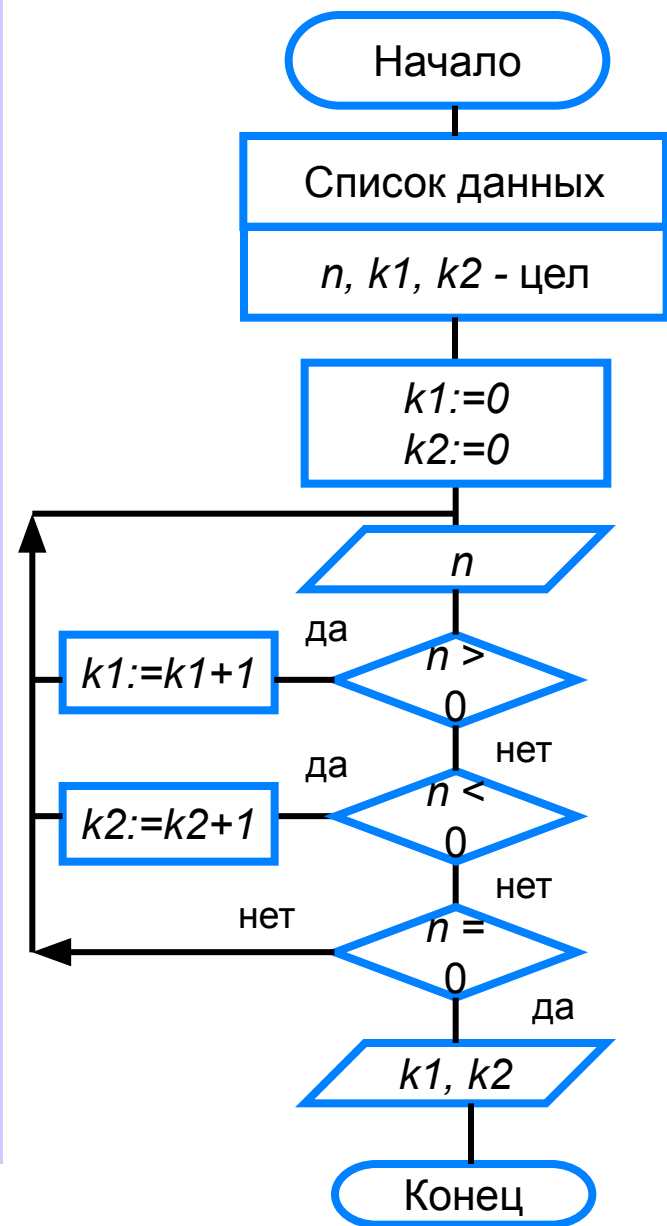 Начало
Список данных
n, k1, k2 - цел
k1:=0
k2:=0
n
да
k1:=k1+1
n >
0
нет
да
k2:=k2+1
n <
0
нет
нет
n =
0
да
k1, k2
Конец